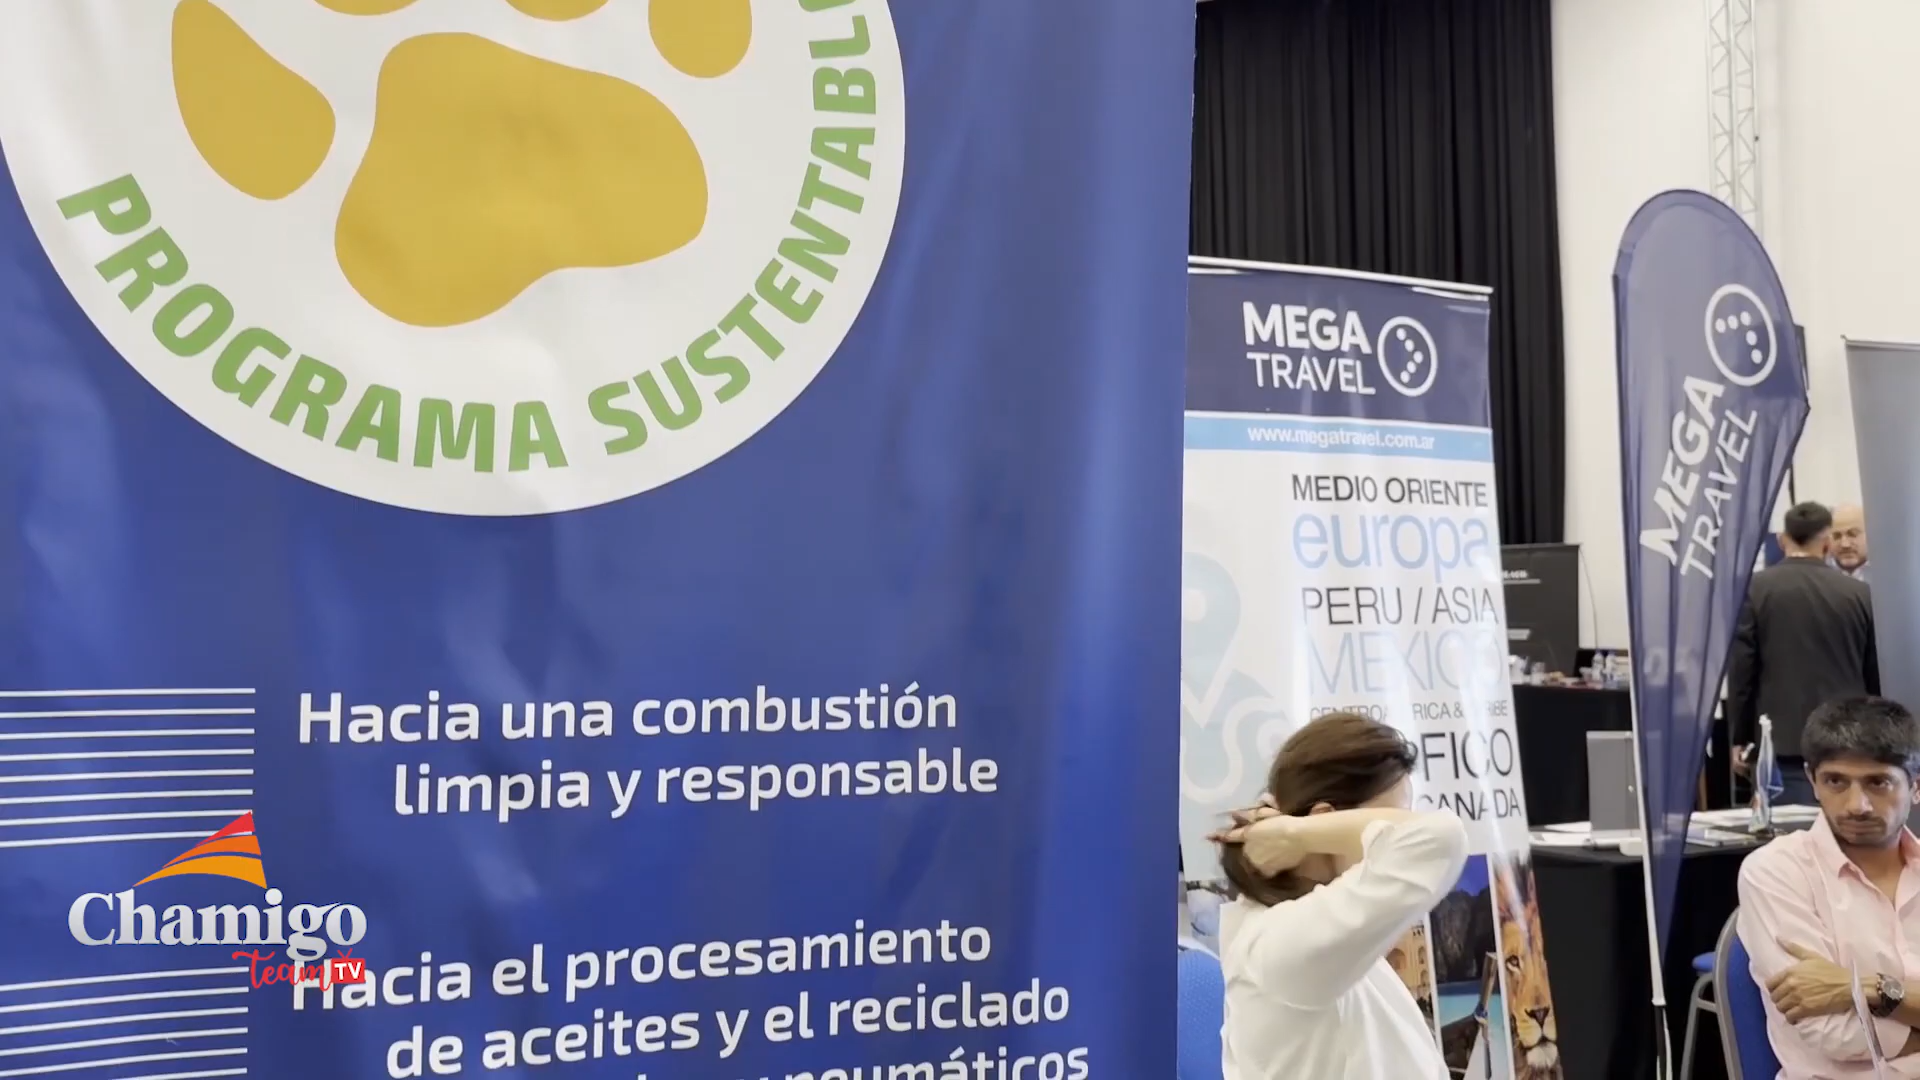 PROGRAMA SUSTENTABL
Hacia una combustión
limpia y responsable
Hacia el procesamiento
de aceites y el reciclado
y neumáticos
Chamigo
team TV
MEGA
TRAVEL
www.megatravel.com.ar
MEDIO ORIENTE
europa
PERU / ASIA
MEXICO
CANADA
MEGA
TRAVEL